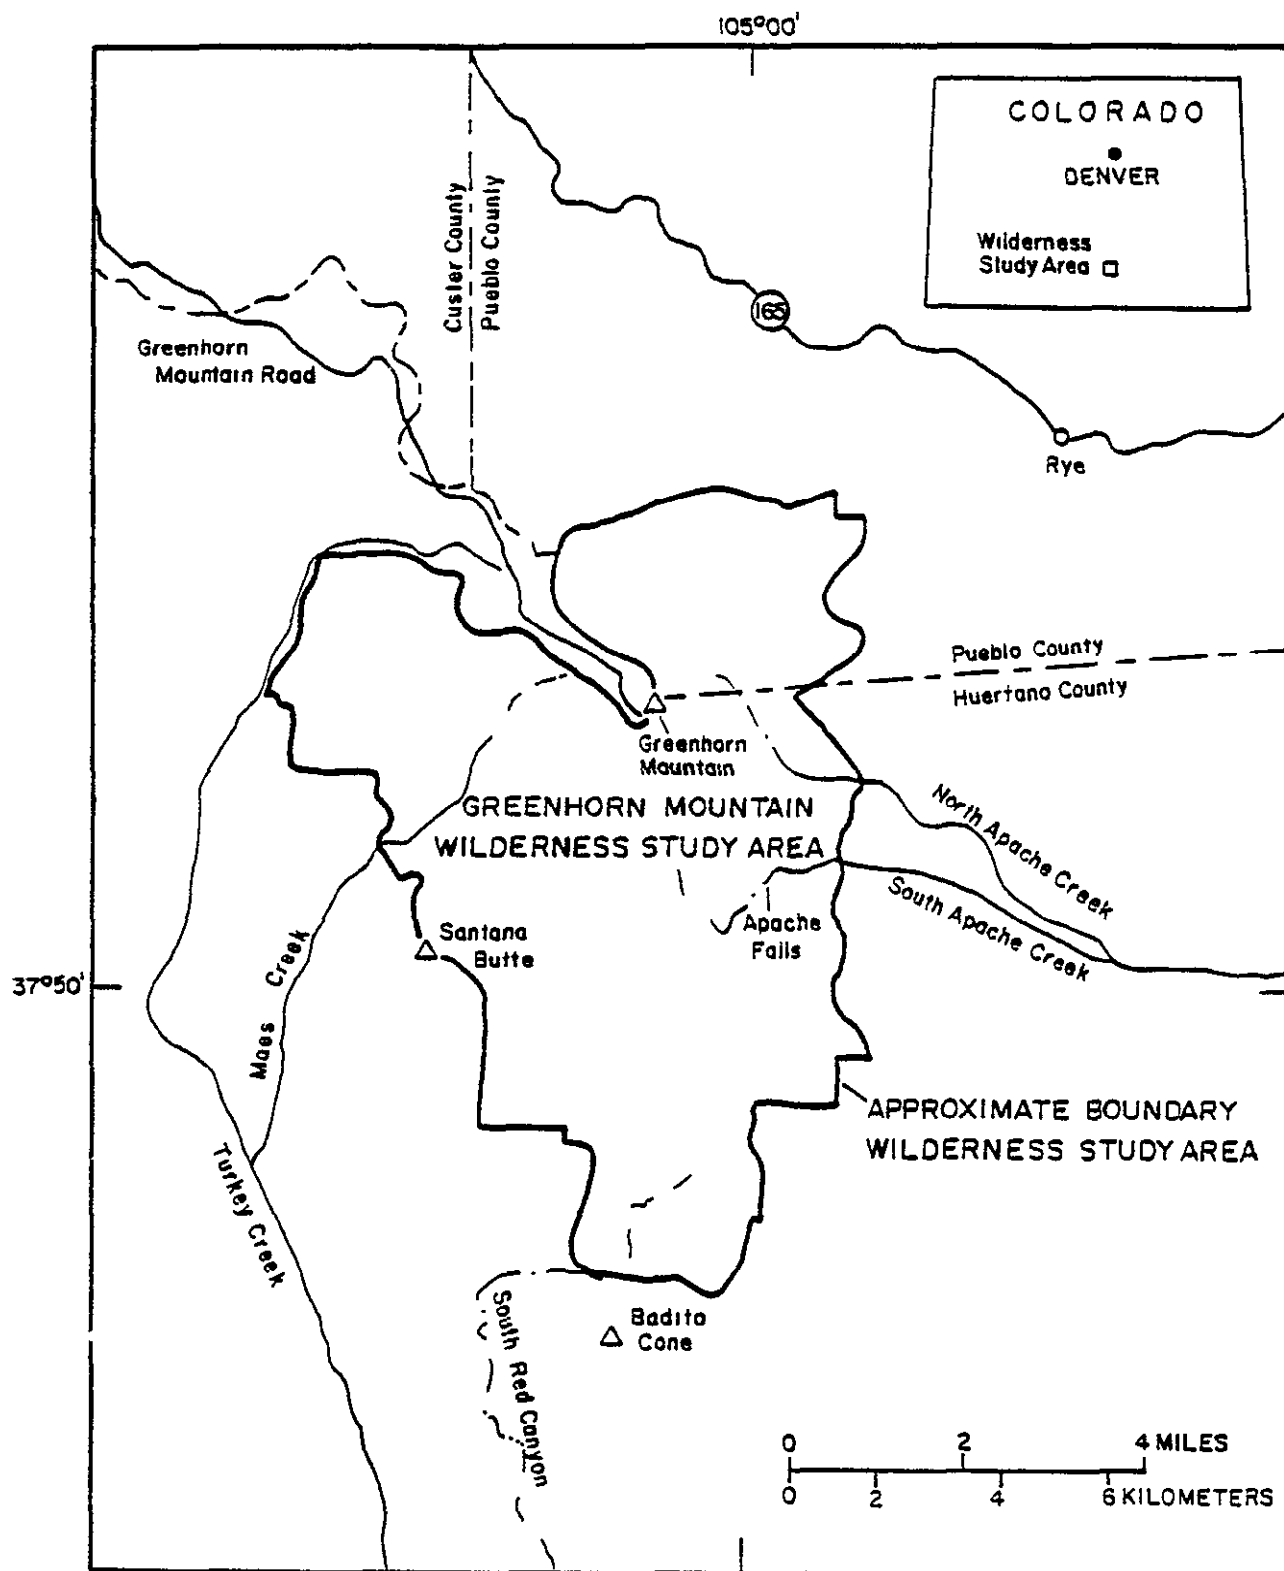 105°00'
COLORADO
DENVER
Wilderness
Study Area
Custer County
Pueblo County
165
Greenhorn
Mountain Road
Rye
Pueblo County
Huerfano County
Greenhorn
Mountain
GREENHORN MOUNTAIN
WILDERNESS STUDY AREA
North Apache Creek
South Apache Creek
Apache
Falls
Santana
Butte
37°50'
Maes Creek
APPROXIMATE BOUNDARY
WILDERNESS STUDY AREA
Turkey Creek
South Red Canyon
Badito
Cone
0 2 4 MILES
0 2 4 6 KILOMETERS